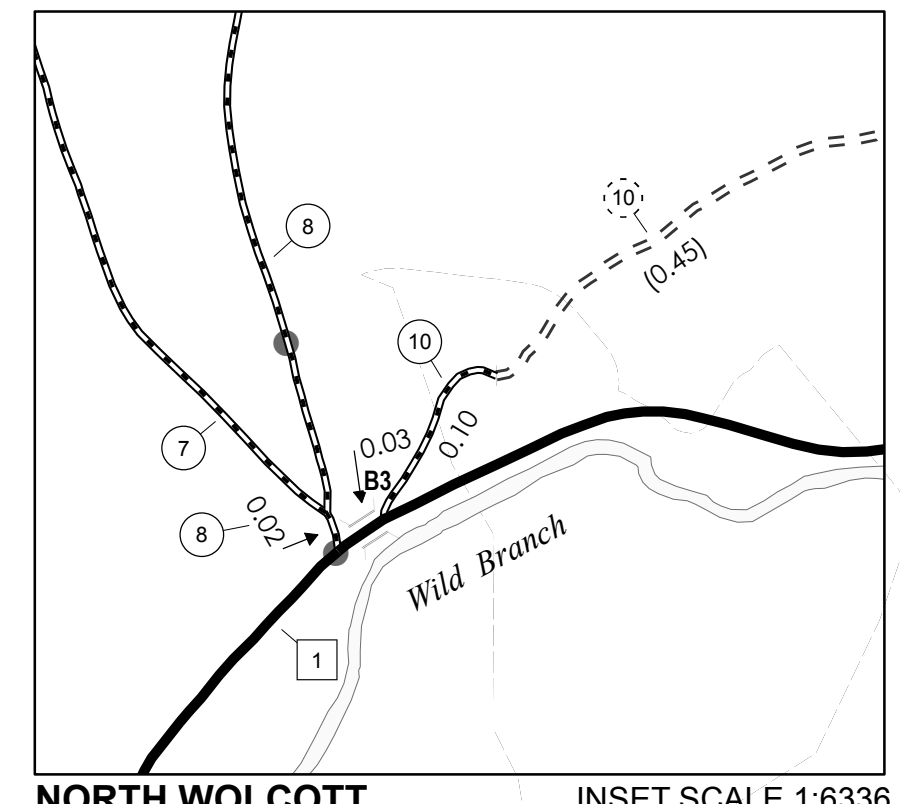 10
8
(0.45)
10
0.03
0.10
7
B3
0.02
8
Wild Branch
1
NORTH WOLCOTT
INSET SCALE 1:6336